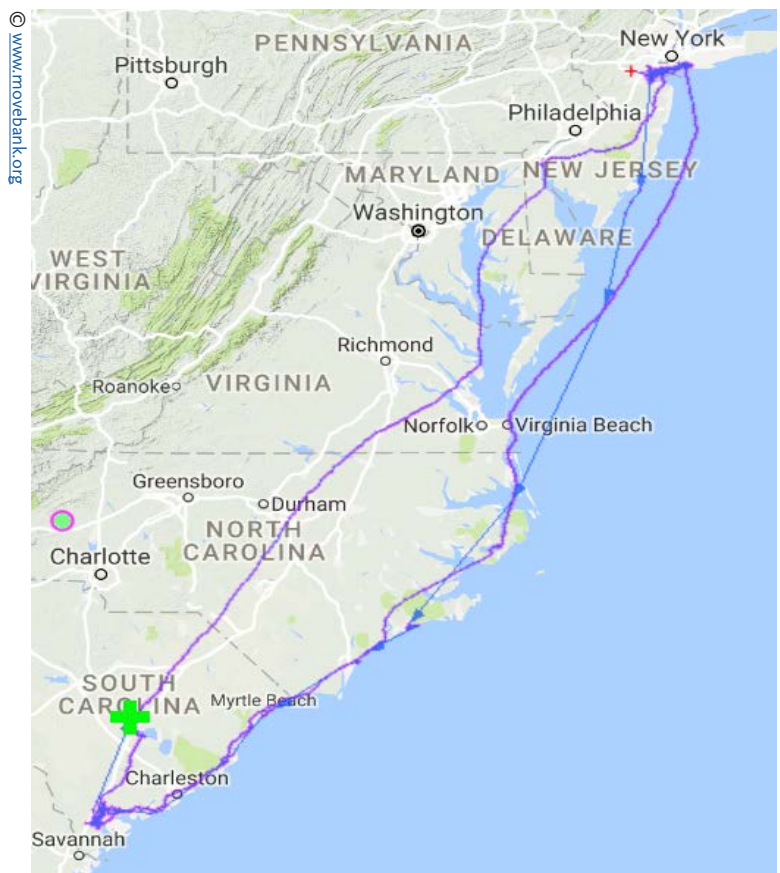 © www.movebank.org
PENNSYLVANIA
New York
Pittsburgh
Philadelphia
MARYLAND
NEW JERSEY
Washington
DELAWARE
WEST
VIRGINIA
Richmond
Roanoke
VIRGINIA
Norfolk
Virginia Beach
Greensboro
Durham
NORTH
CAROLINA
Charlotte
SOUTH
CAROLINA
Myrtle Beach
Charleston
Savannah